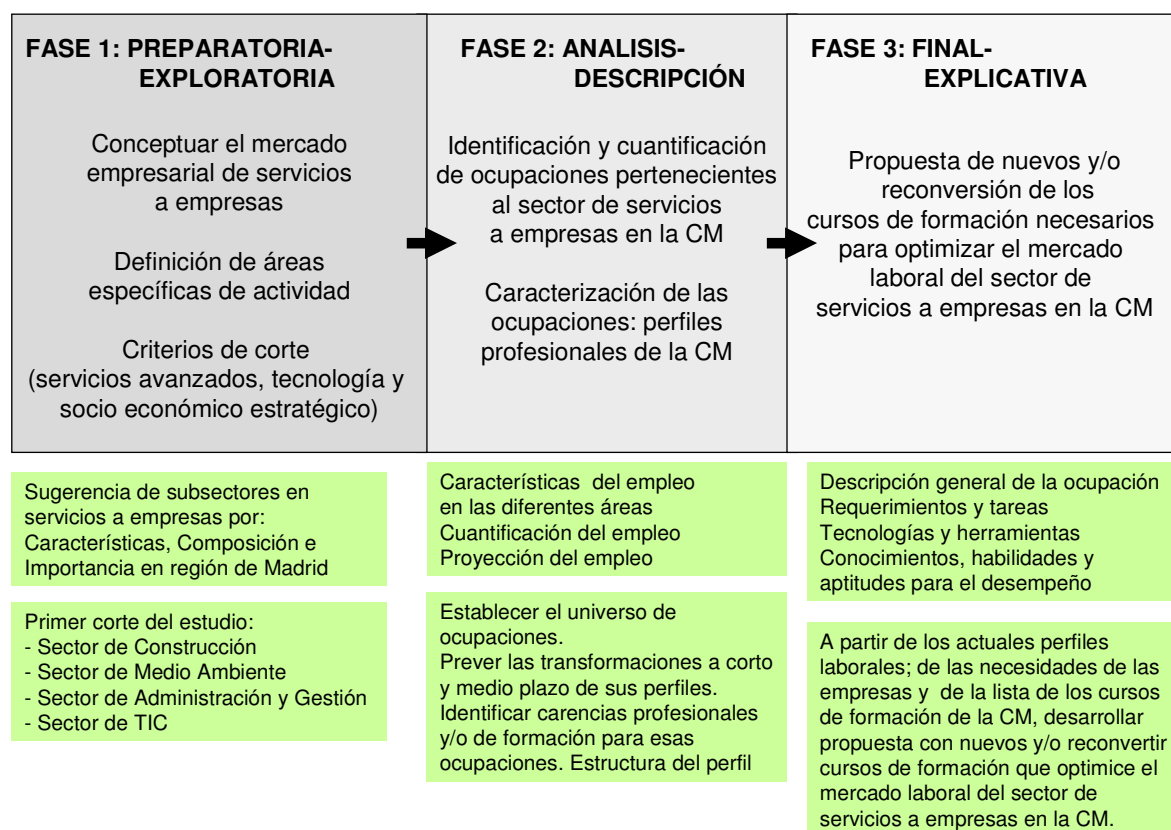 FASE 1: PREPARATORIA-
EXPLORATORIA
Conceptuar el mercado
empresarial de servicios
a empresas
Definición de áreas
específicas de actividad
Criterios de corte
(servicios avanzados, tecnología y
socio económico estratégico)
FASE 2: ANALISIS-
DESCRIPCIÓN
Identificación y cuantificación
de ocupaciones pertenecientes
al sector de servicios
a empresas en la CM
Caracterización de las
ocupaciones: perfiles
profesionales de la CM
FASE 3: FINAL-
EXPLICATIVA
Propuesta de nuevos y/o
reconversión de los
cursos de formación necesarios
para optimizar el mercado
laboral del sector de
servicios a empresas en la CM
Sugerencia de subsectores en
servicios a empresas por:
Características, Composición e
Importancia en región de Madrid
Primer corte del estudio:
- Sector de Construcción
- Sector de Medio Ambiente
- Sector de Administración y Gestión
- Sector de TIC
Características del empleo
en las diferentes áreas
Cuantificación del empleo
Proyección del empleo
Establecer el universo de
ocupaciones.
Prever las transformaciones a corto
y medio plazo de sus perfiles.
Identificar carencias profesionales
y/o de formación para esas
ocupaciones. Estructura del perfil
Descripción general de la ocupación
Requerimientos y tareas
Tecnologías y herramientas
Conocimientos, habilidades y
aptitudes para el desempeño
A partir de los actuales perfiles
laborales; de las necesidades de las
empresas y de la lista de los cursos
de formación de la CM, desarrollar
propuesta con nuevos y/o reconvertir
cursos de formación que optimice el
mercado laboral del sector de
servicios a empresas en la CM.